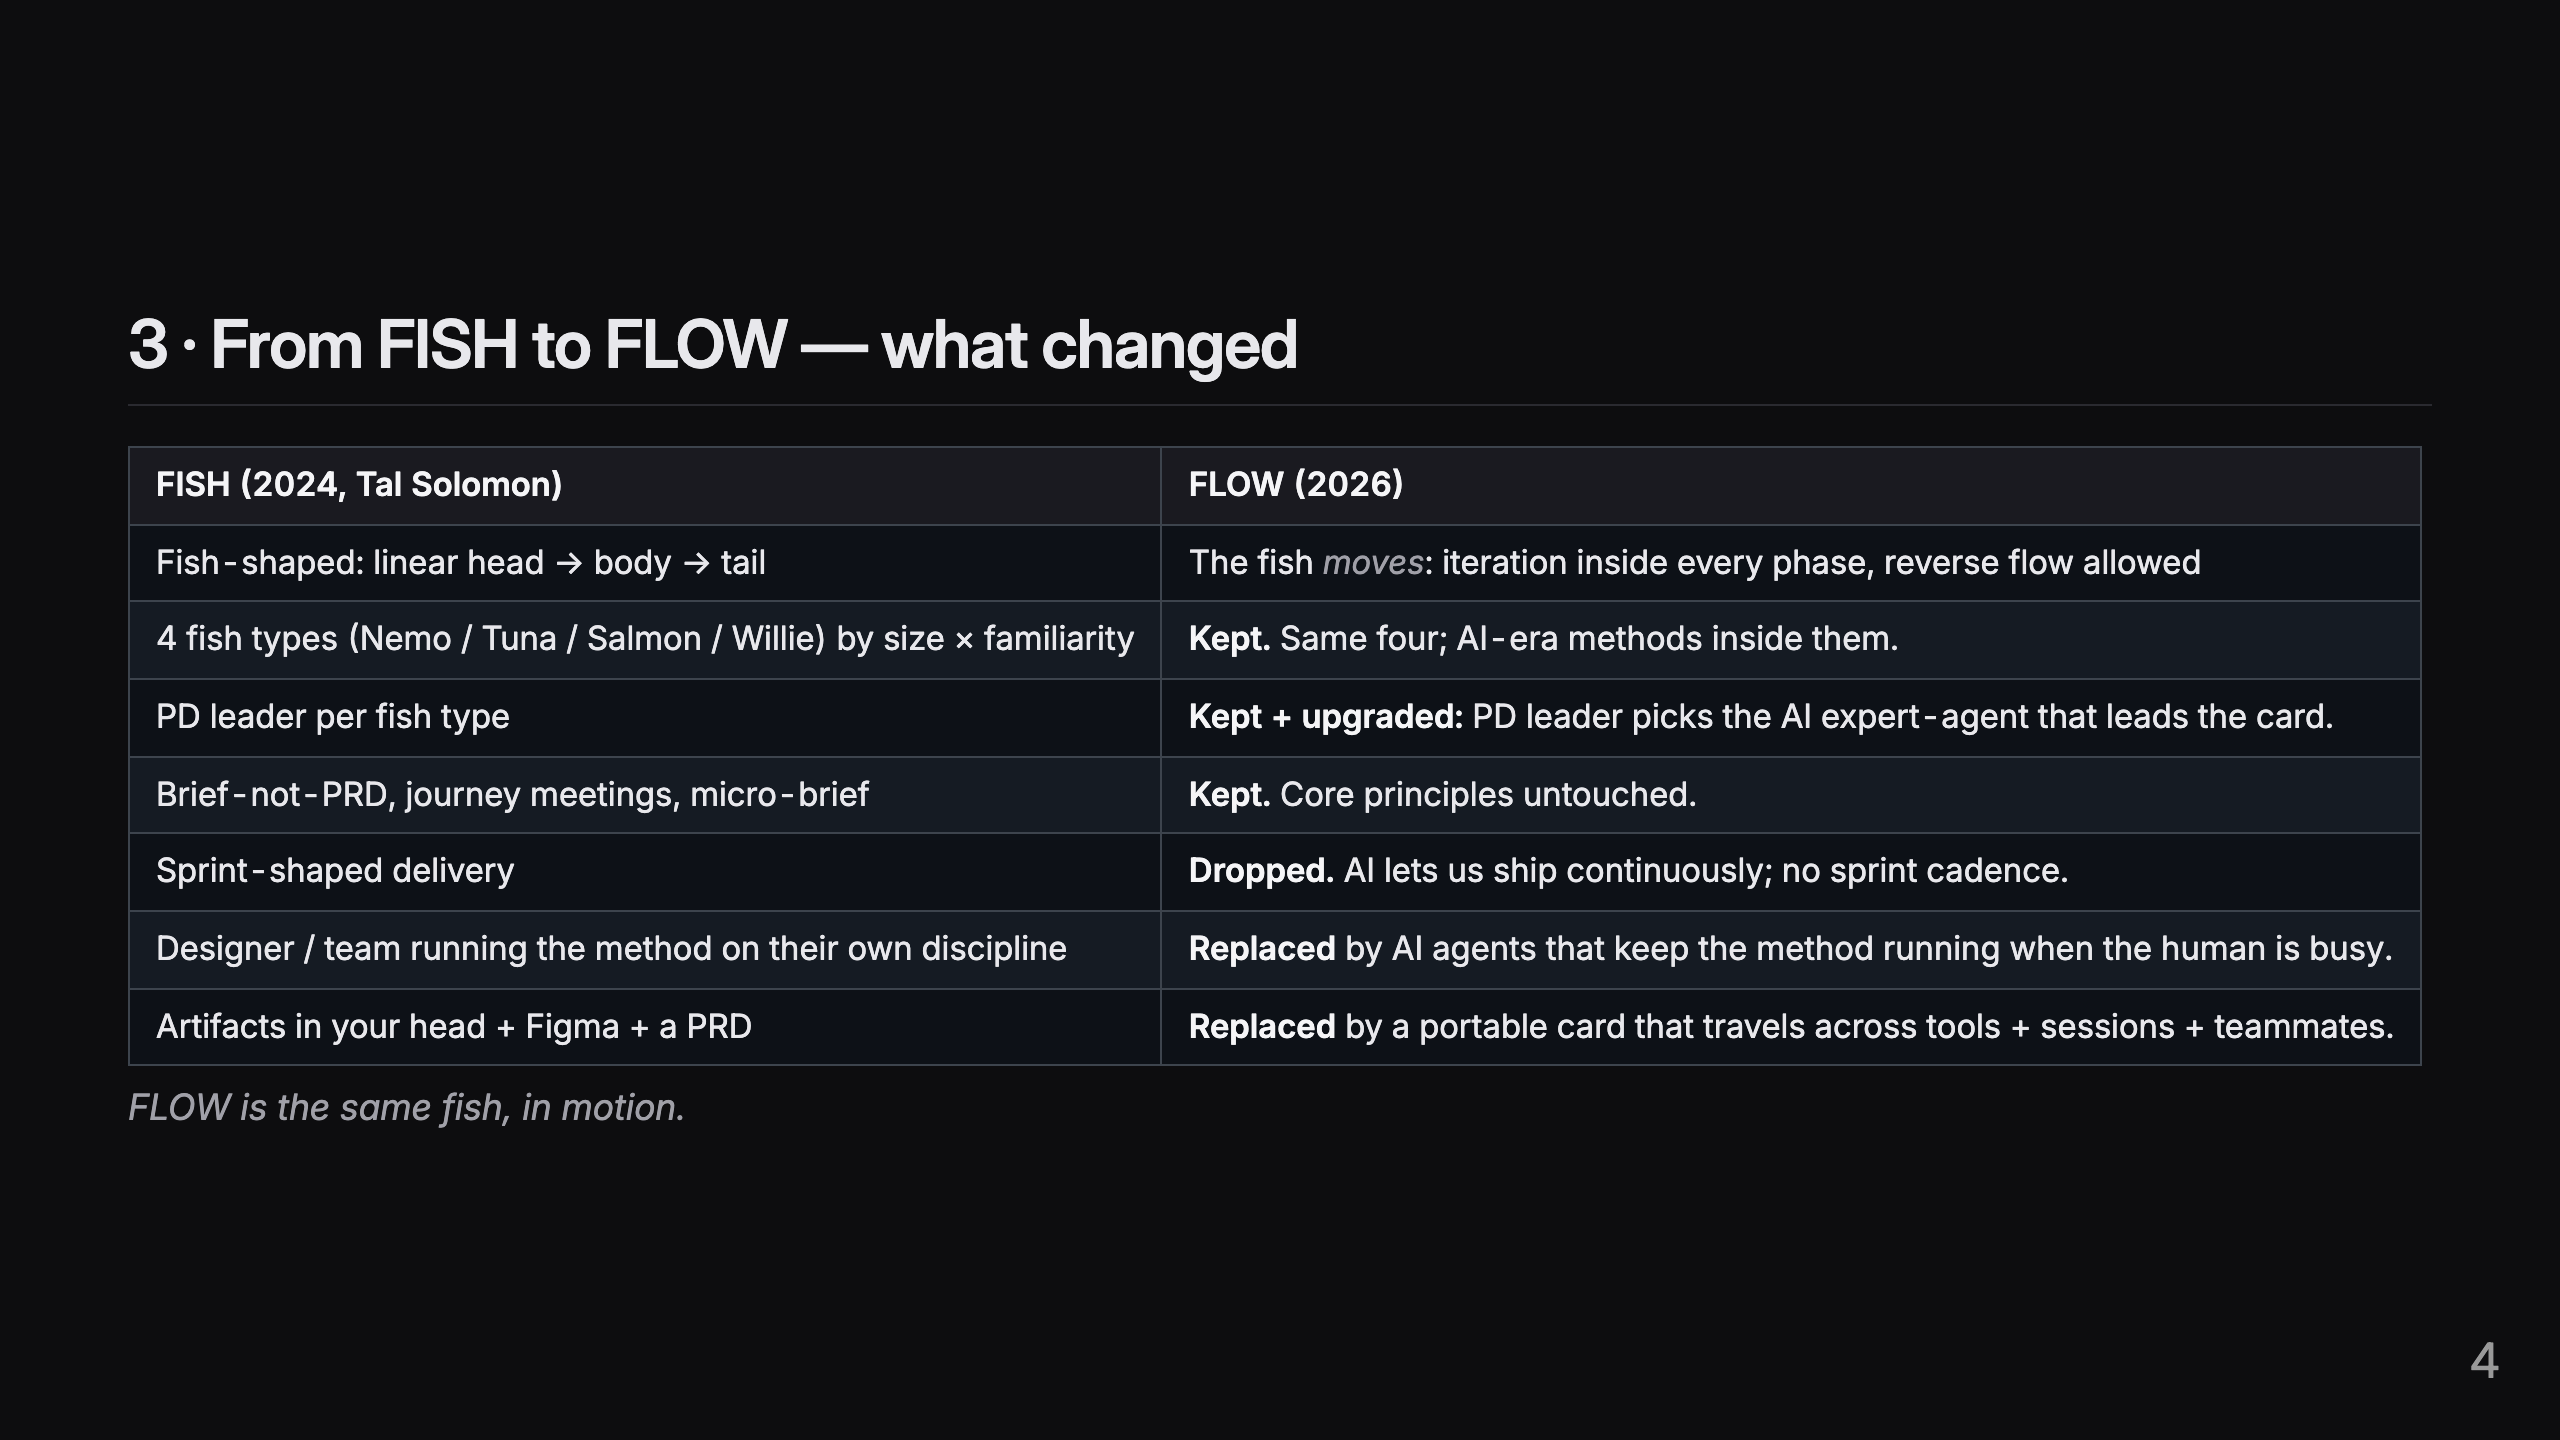 3 · From FISH to FLOW — what changed
FISH (2024, Tal Solomon)
FLOW (2026)
Fish-shaped: linear head → body → tail
The fish moves: iteration inside every phase, reverse flow allowed
4 fish types (Nemo / Tuna / Salmon / Willie) by size × familiarity
Kept. Same four; AI-era methods inside them.
PD leader per fish type
Kept + upgraded: PD leader picks the AI expert-agent that leads the card.
Brief-not-PRD, journey meetings, micro-brief
Kept. Core principles untouched.
Sprint-shaped delivery
Dropped. AI lets us ship continuously; no sprint cadence.
Designer / team running the method on their own discipline
Replaced by AI agents that keep the method running when the human is busy.
Artifacts in your head + Figma + a PRD
Replaced by a portable card that travels across tools + sessions + teammates.
FLOW is the same fish, in motion.
4